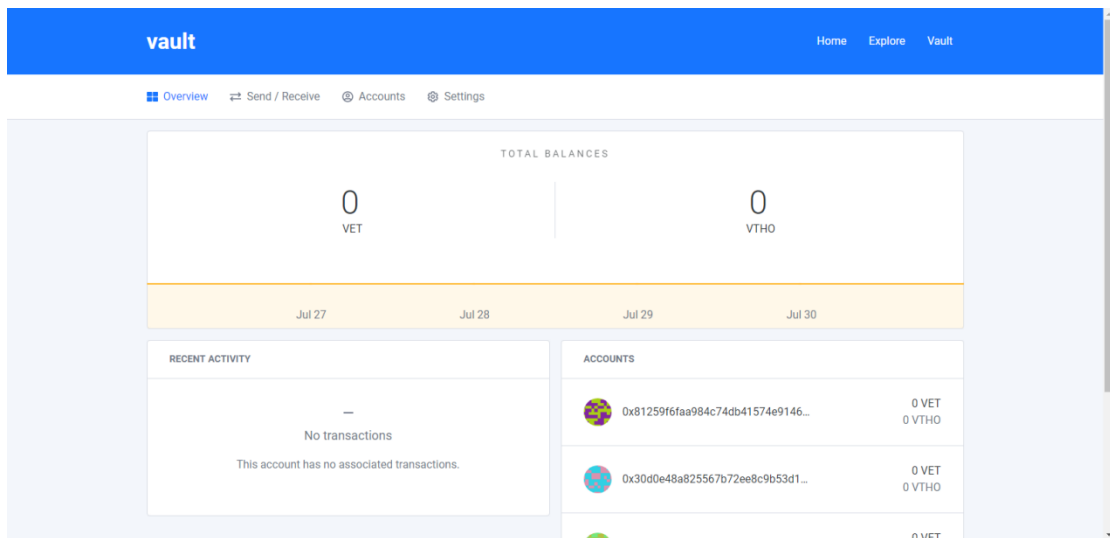 vault
Home Explore Vault
Overview Send / Receive Accounts Settings
TOTAL BALANCES
0
VET
0
VTHO
Jul 27 Jul 28 Jul 29 Jul 30
RECENT ACTIVITY
–
No transactions
This account has no associated transactions.
ACCOUNTS
0x81259f6faa984c74db41574e9146...
0 VET
0 VTHO
0x30d0e48a825567b72ee8c9b53d1...
0 VET
0 VTHO
0 VET